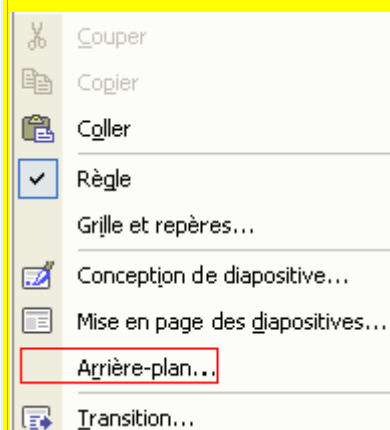 Couper
Copier
Coller
Règle
Grille et repères...
Conception de diapositive...
Mise en page des diapositives...
Arrière-plan...
Transition...